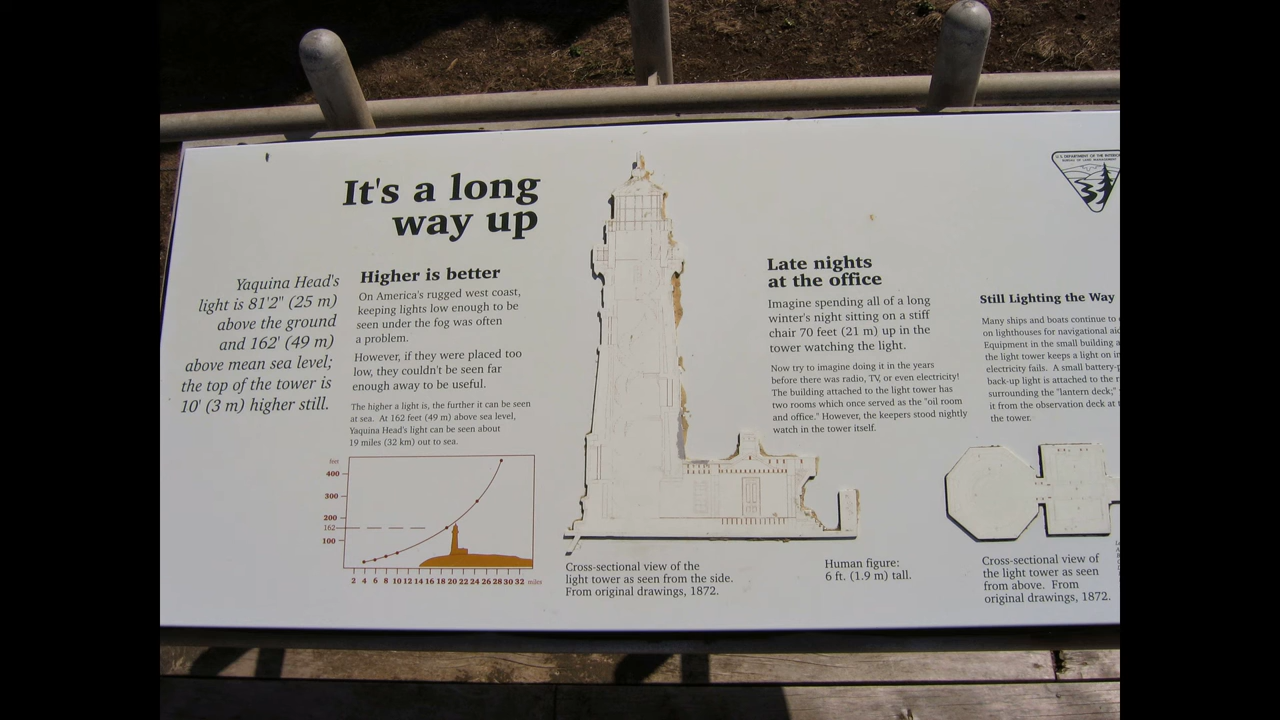 It's a long
way up
Yaquina Head's
light is 81'2" (25 m)
above the ground
and 162' (49 m)
above mean sea level;
the top of the tower is
10' (3 m) higher still.
Higher is better
On America's rugged west coast,
keeping lights low enough to be
seen under the fog was often
a problem.
However, if they were placed too
low, they couldn't be seen far
enough away to be useful.
The higher a light is, the further it can be seen
at sea. At 162 feet (49 m) above sea level,
Yaquina Head's light can be seen about
19 miles (32 km) out to sea.
feet
400
300
200
162
100
2 4 6 8 10 12 14 16 18 20 22 24 26 28 30 32 miles
Cross-sectional view of the
light tower as seen from the side.
From original drawings, 1872.
Late nights
at the office
Imagine spending all of a long
winter's night sitting on a stiff
chair 70 feet (21 m) up in the
tower watching the light.
Now try to imagine doing it in the years
before there was radio, TV, or even electricity!
The building attached to the light tower has
two rooms which once served as the "oil room
and office." However, the keepers stood nightly
watch in the tower itself.
Human figure:
6 ft. (1.9 m) tall.
U.S. DEPARTMENT OF THE INTERIOR
BUREAU OF LAND MANAGEMENT
Still Lighting the Way
Many ships and boats continue to
on lighthouses for navigational
Equipment in the small building
the light tower keeps a light on
electricity fails. A small
back-up light is attached to the
surrounding the "lantern deck;"
it from the observation deck at
the tower.
Cross-sectional view of
the light tower as seen
from above. From
original drawings, 1872.